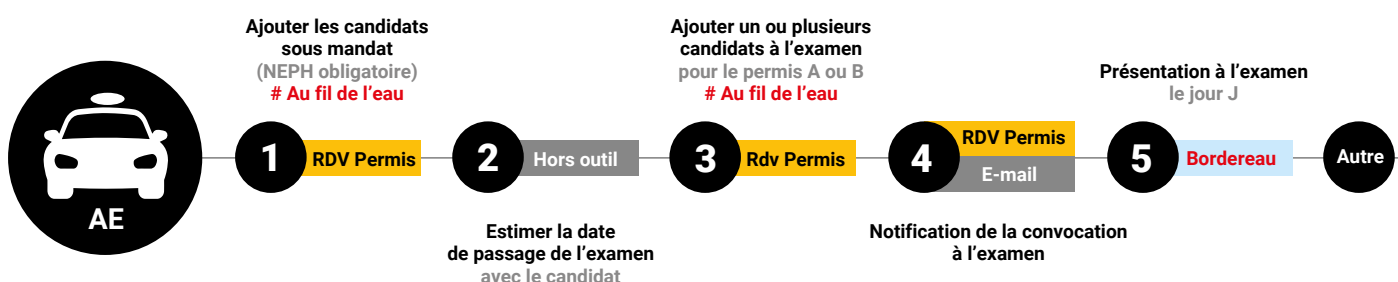 AE
Ajouter les candidats
sous mandat
(NEPH obligatoire)
# Au fil de l'eau
1
RDV Permis
2
Hors outil
Estimer la date
de passage de l'examen
avec le candidat
Ajouter un ou plusieurs
candidats à l'examen
pour le permis A ou B
# Au fil de l'eau
3
Rdv Permis
4
RDV Permis
E-mail
Notification de la convocation
à l'examen
Présentation à l'examen
le jour J
5
Bordereau
Autre